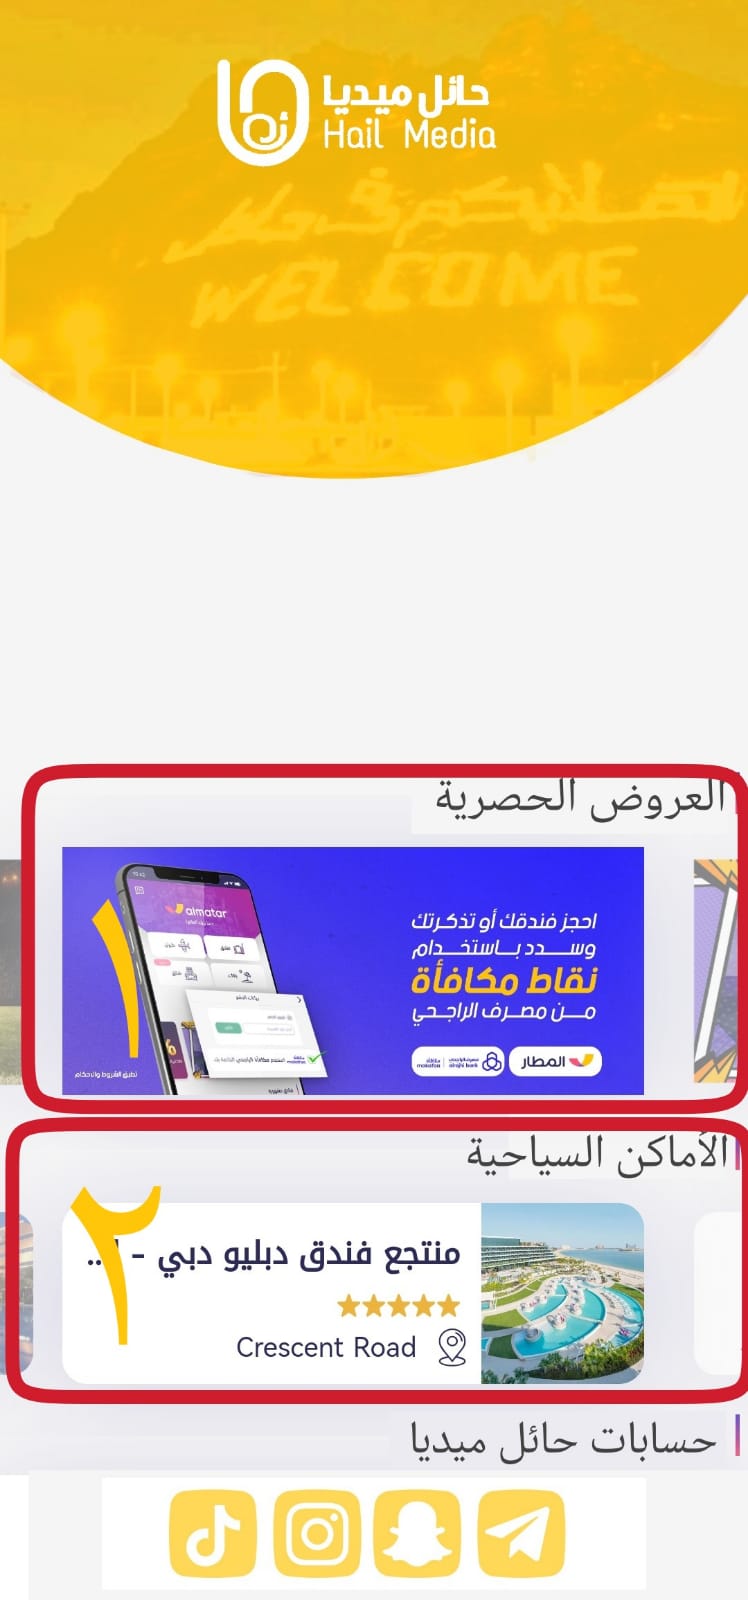 حائل ميديا
Hail Media
اهلا بكم في حائل
WELCOME
العروض الحصرية
١
almatar
احجز فندقك أو تذكرتك
وسدد باستخدام
نقاط مكافأة
من مصرف الراجحي
المطار
مصرف الراجحي
alrajhi bank
مكافأة
mokafaa
تطبق الشروط والأحكام
الأماكن السياحية
٢
منتجع فندق دبليو دبي - ا...
Crescent Road
حسابات حائل ميديا